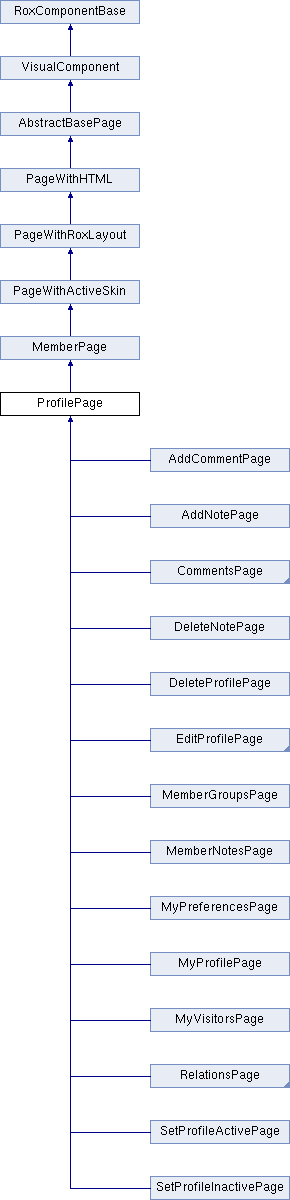 RoxComponentBase
VisualComponent
AbstractBasePage
PageWithHTML
PageWithRoxLayout
PageWithActiveSkin
MemberPage
ProfilePage
AddCommentPage
AddNotePage
CommentsPage
DeleteNotePage
DeleteProfilePage
EditProfilePage
MemberGroupsPage
MemberNotesPage
MyPreferencesPage
MyProfilePage
MyVisitorsPage
RelationsPage
SetProfileActivePage
SetProfileInactivePage